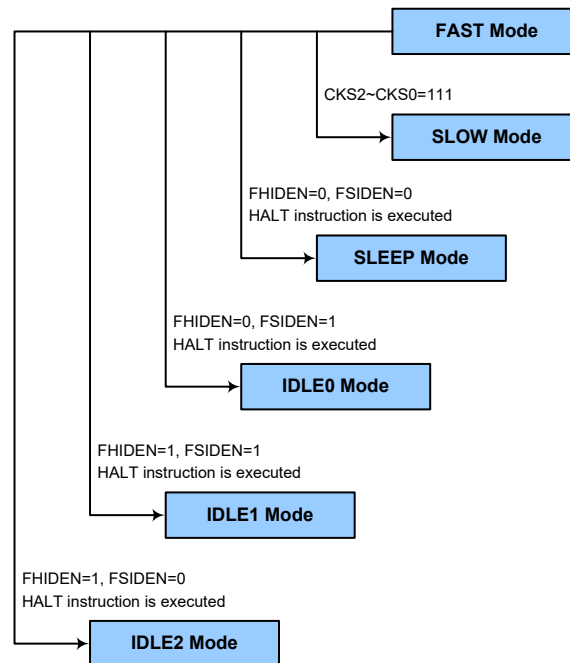 FAST Mode
CKS2~CKS0=111
SLOW Mode
FHIDEN=0, FSIDEN=0
HALT instruction is executed
SLEEP Mode
FHIDEN=0, FSIDEN=1
HALT instruction is executed
IDLE0 Mode
FHIDEN=1, FSIDEN=1
HALT instruction is executed
IDLE1 Mode
FHIDEN=1, FSIDEN=0
HALT instruction is executed
IDLE2 Mode